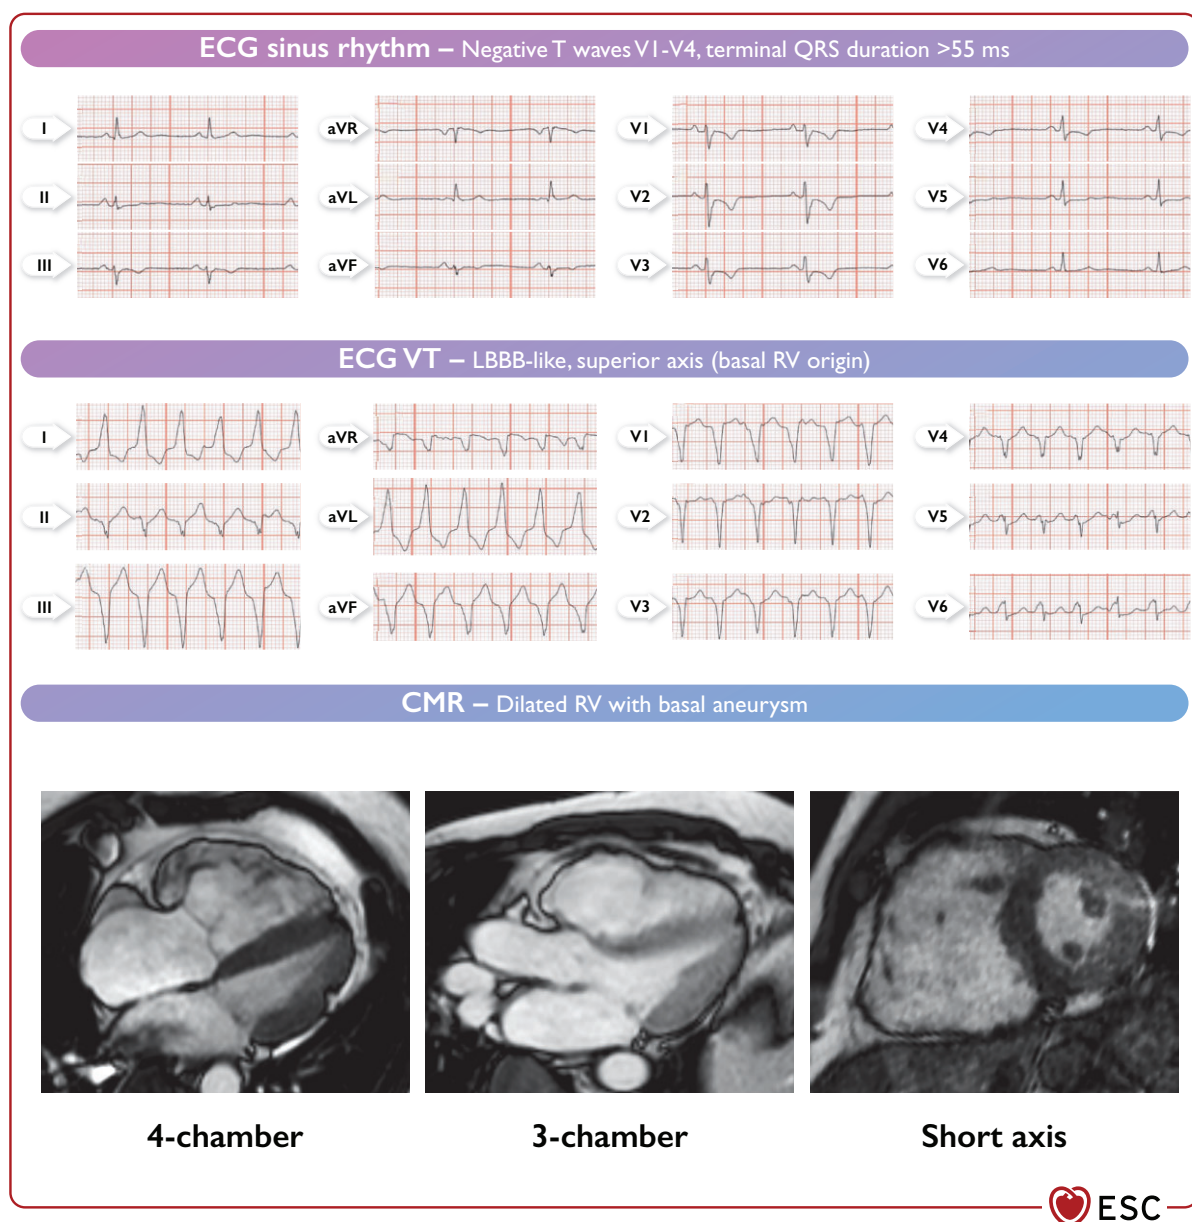 ECG sinus rhythm – Negative T waves V1-V4, terminal QRS duration >55 ms
I
aVR
V1
V4
II
aVL
V2
V5
III
aVF
V3
V6
ECG VT – LBBB-like, superior axis (basal RV origin)
I
aVR
V1
V4
II
aVL
V2
V5
III
aVF
V3
V6
CMR – Dilated RV with basal aneurysm
4-chamber
3-chamber
Short axis
ESC